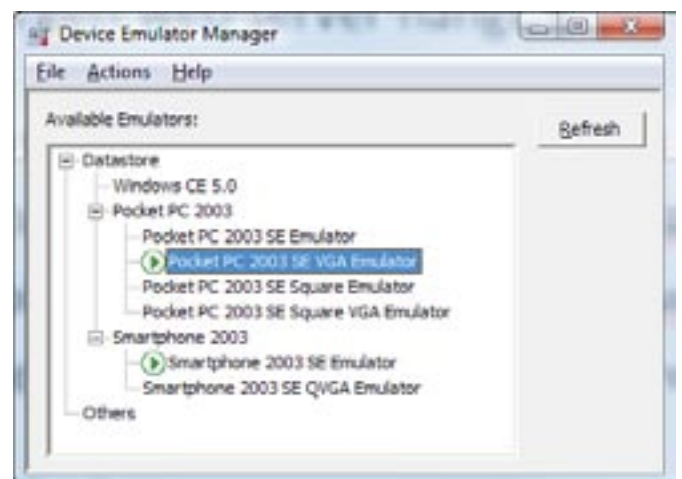 Device Emulator Manager
File Actions Help
Available Emulators:
Refresh
Datastore
Windows CE 5.0
Pocket PC 2003
Pocket PC 2003 SE Emulator
Pocket PC 2003 SE VGA Emulator
Pocket PC 2003 SE Square Emulator
Pocket PC 2003 SE Square VGA Emulator
Smartphone 2003
Smartphone 2003 SE Emulator
Smartphone 2003 SE QVGA Emulator
Others